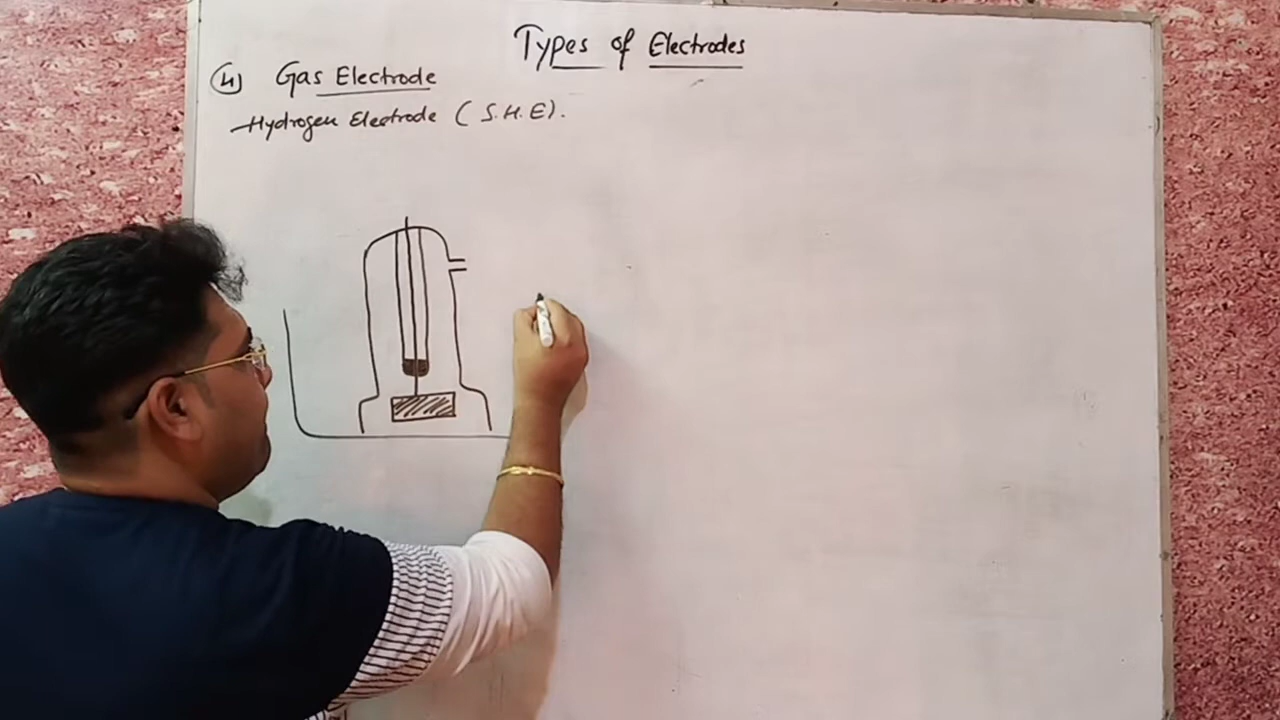 Types of Electrodes
(4) Gas Electrode
Hydrogen Electrode (S.H.E).